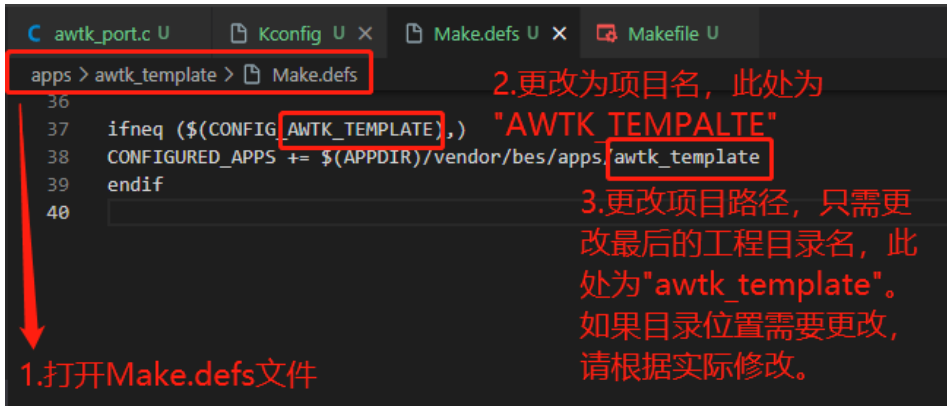 awtk_port.c U
Kconfig U
Make.defs U
Makefile U
apps > awtk_template > Make.defs
36
37 ifneq ($(CONFIG_AWTK_TEMPLATE),)
38 CONFIGURED_APPS += $(APPDIR)/vendor/bes/apps/awtk_template
39 endif
40
2.更改为项目名，此处为
"AWTK_TEMPALTE"
3.更改项目路径，只需更
改最后的工程目录名，此
处为"awtk_template"。
如果目录位置需要更改，
请根据实际修改。
1.打开Make.defs文件